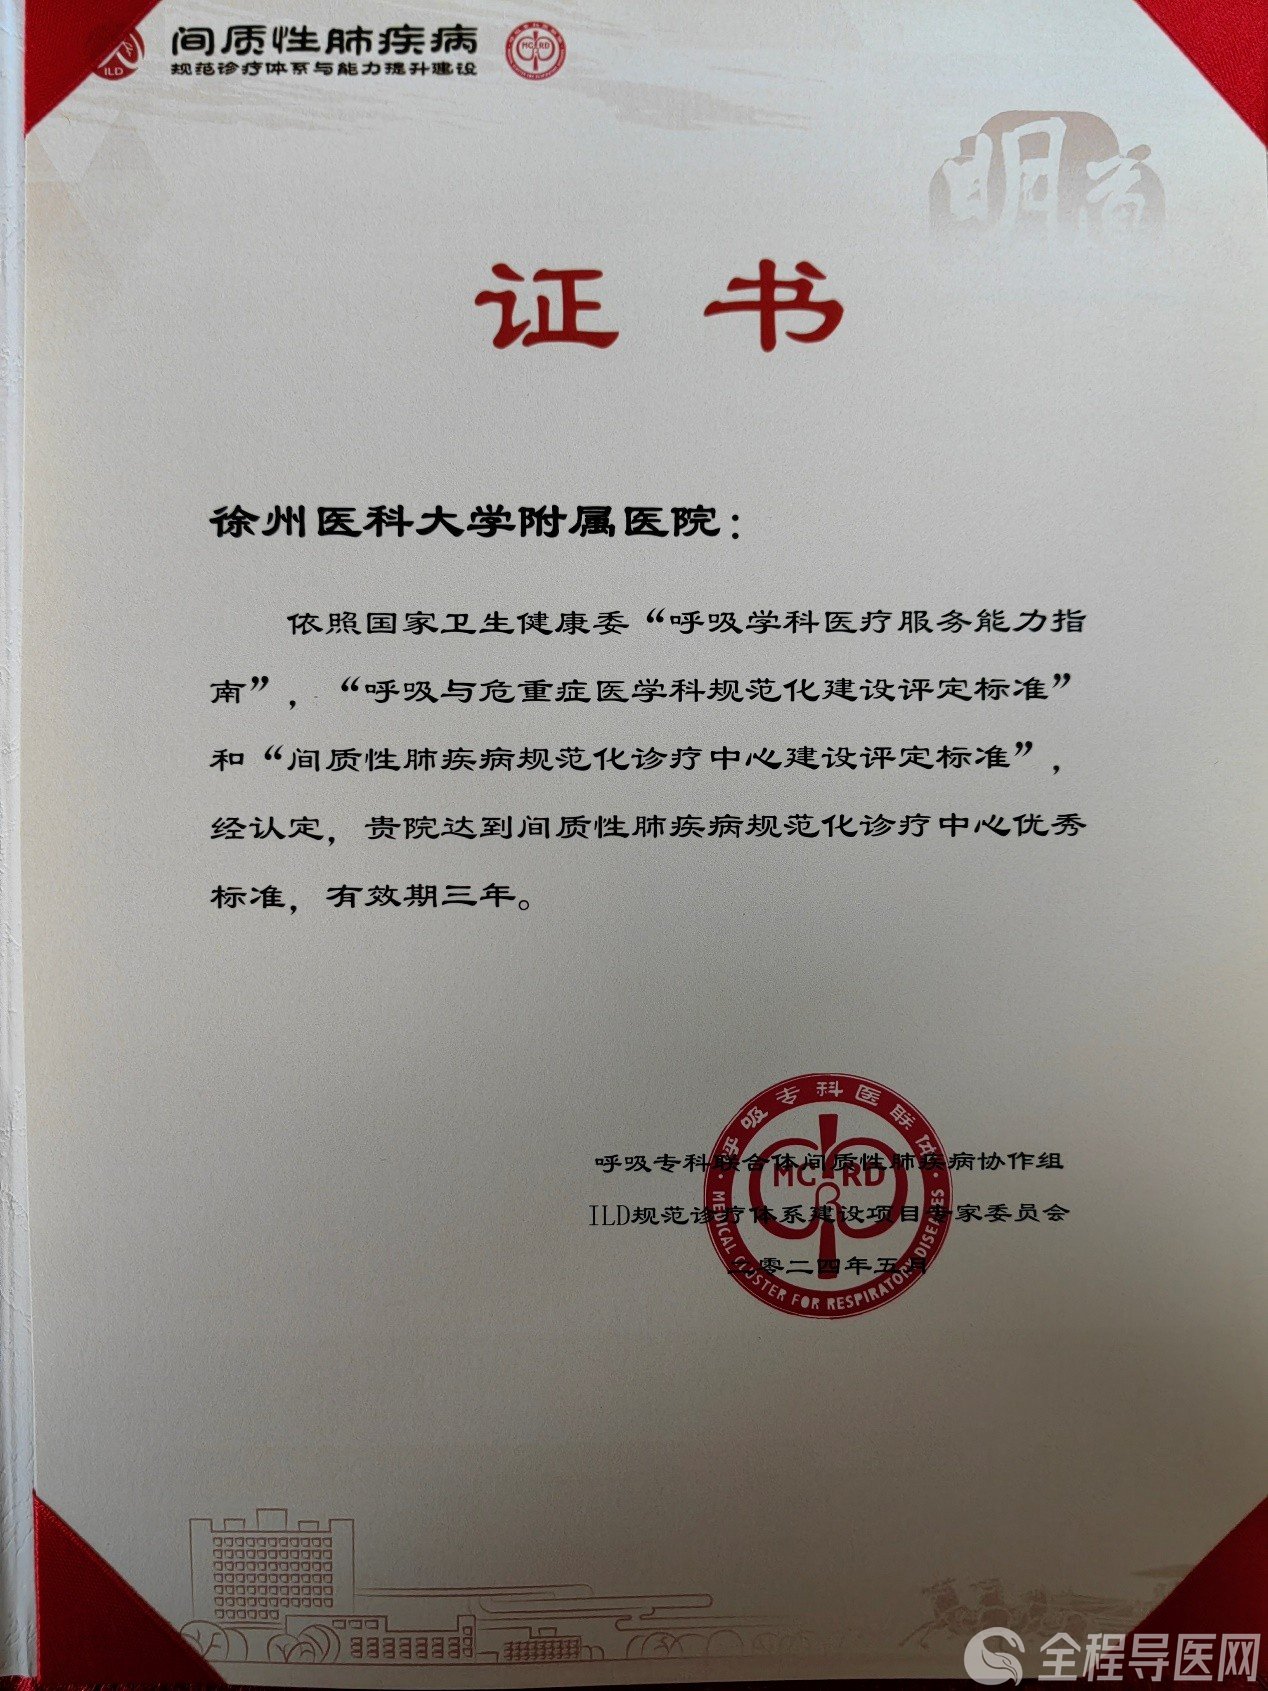 ILD
间质性肺疾病
规范诊疗体系与能力提升建设
MCRD
证 书
徐州医科大学附属医院：
依照国家卫生健康委“呼吸学科医疗服务能力指
南”，“呼吸与危重症医学科规范化建设评定标准”
和“间质性肺疾病规范化诊疗中心建设评定标准”，
经认定，贵院达到间质性肺疾病规范化诊疗中心优秀
标准，有效期三年。
呼吸专科医联体
呼吸专科联合体间质性肺疾病协作组
MCRD
ILD规范诊疗体系建设项目专家委员会
二零二四年五月
MEDICAL CLUSTER FOR RESPIRATORY DISEASES
全程导医网